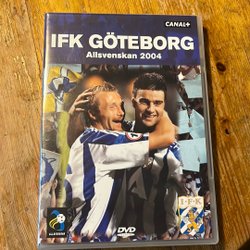 CANAL+
IFK GÖTEBORG
Allsvenskan 2004
I F K
DVD